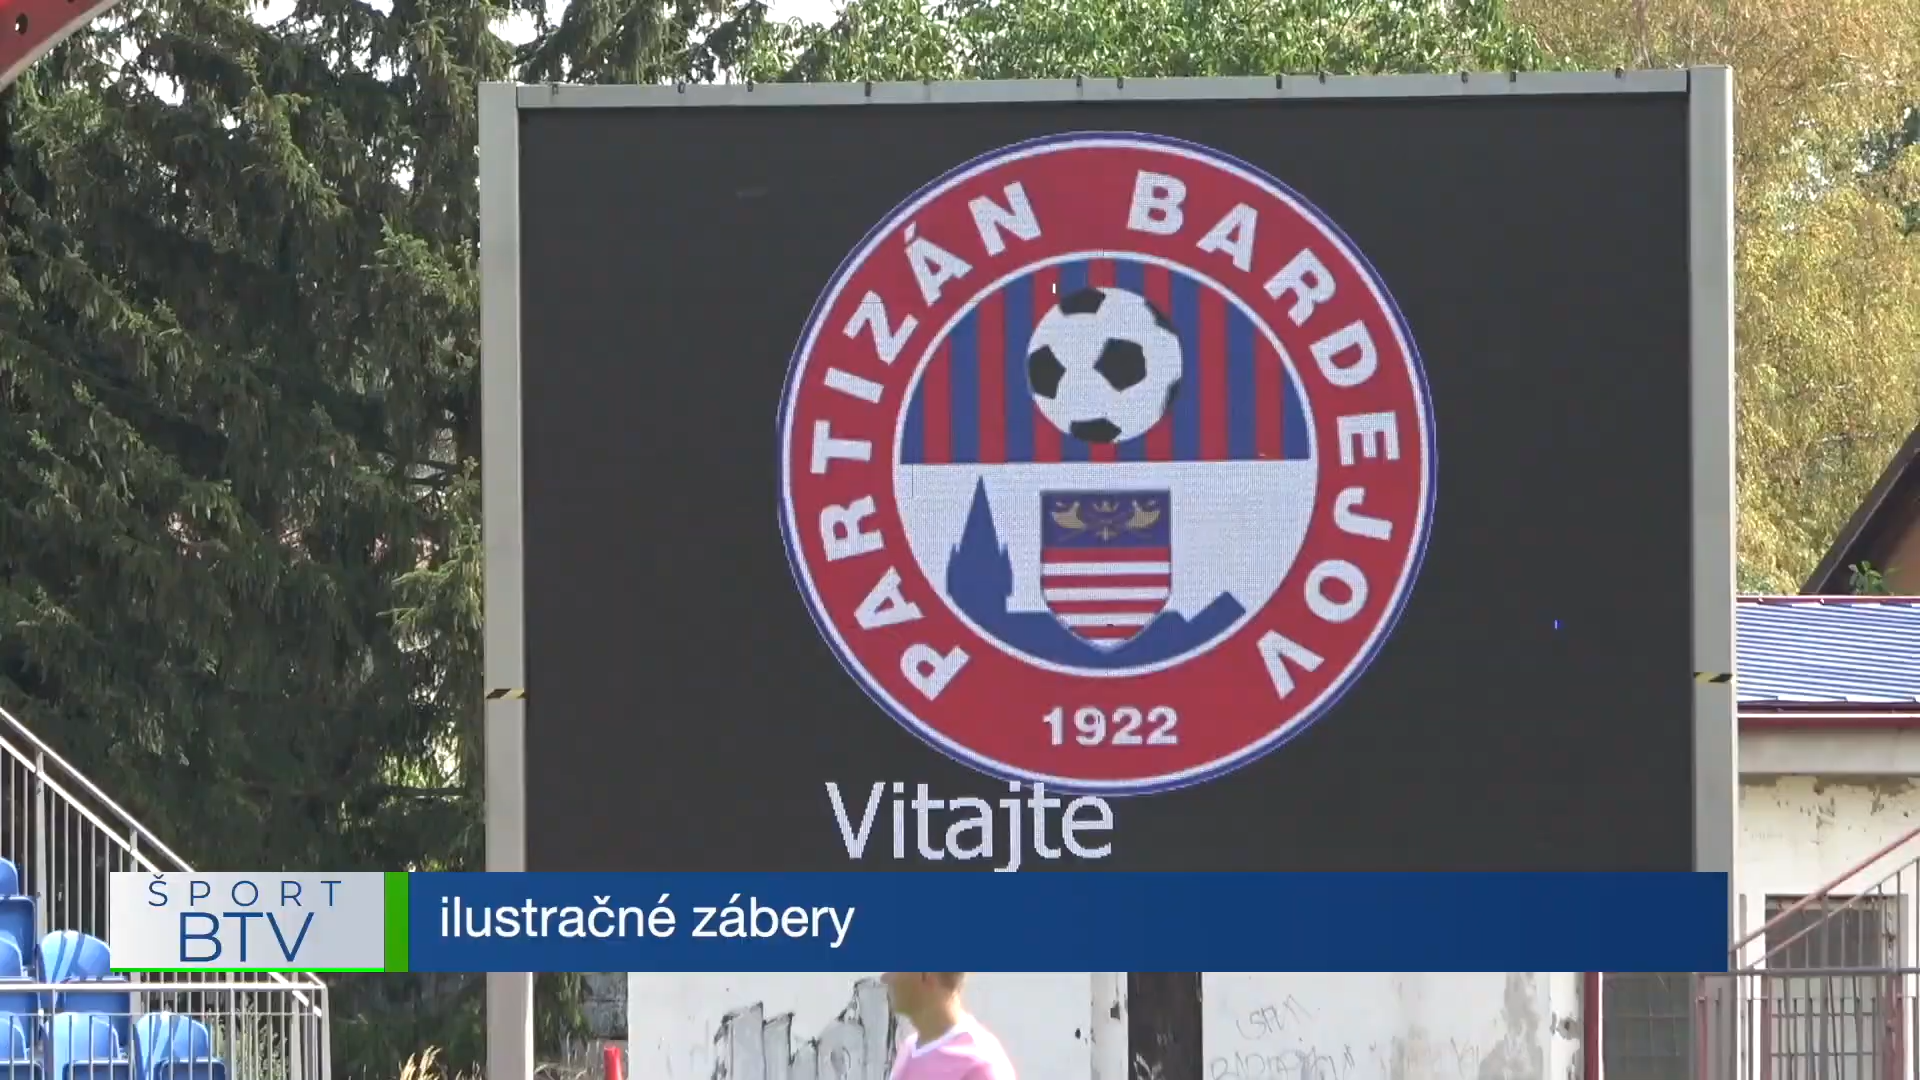 PARTIZÁN BARDEJOV
1922
Vitajte
ŠPORT
BTV
ilustračné zábery